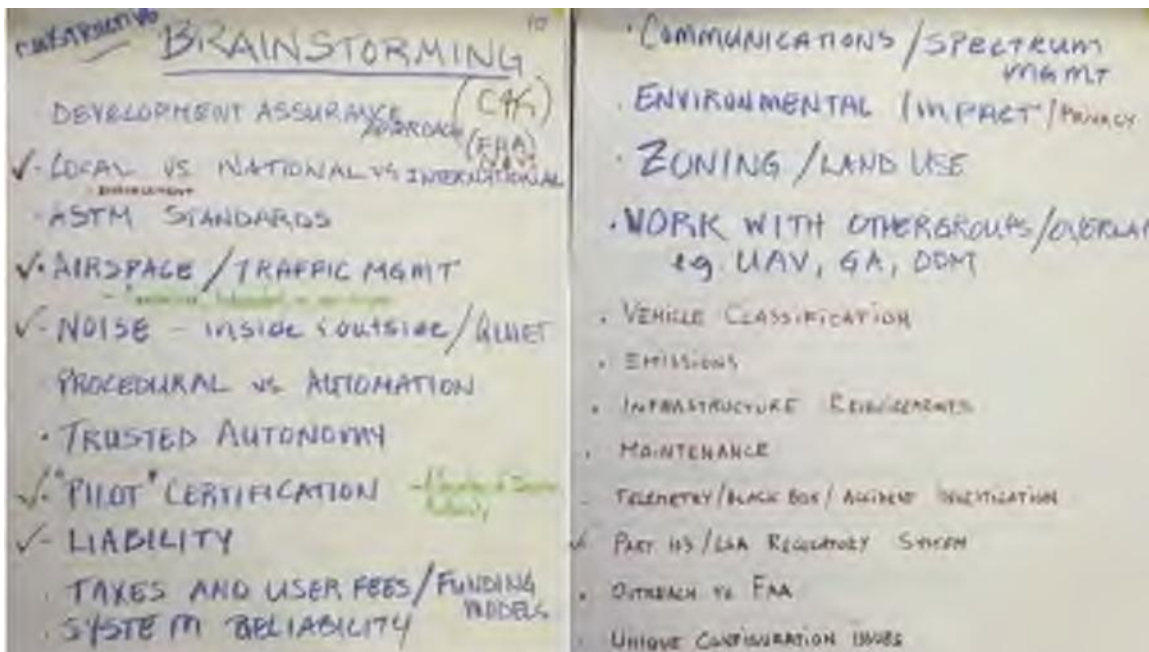 BRAINSTORMING
10
· DEVELOPMENT ASSURANCE
APPROACH
(FAA)
✓· LOCAL VS NATIONAL VS INTERNATIONAL
· ASTM STANDARDS
✓· AIRSPACE / TRAFFIC MGMT
✓- NOISE - inside & outside / QUIET
PROCEDURAL vs AUTOMATION
· TRUSTED AUTONOMY
✓· "PILOT" CERTIFICATION
✓- LIABILITY
· TAXES AND USER FEES / FUNDING
MODELS
· SYSTEM RELIABILITY
· COMMUNICATIONS / SPECTRUM
MGMT
· ENVIRONMENTAL IMPACT / PRIVACY
· ZONING / LAND USE
· WORK WITH OTHER GROUPS / OVERLAP
eg. UAV, GA, ODM
· VEHICLE CLASSIFICATION
· EMISSIONS
· INFRASTRUCTURE REQUIREMENTS
· MAINTENANCE
- TELEMETRY / BLACK BOX / ACCIDENT INVESTIGATION
✓ PART 103 / LSA REGULATORY SYSTEM
· OUTREACH TO FAA
· UNIQUE CONFIGURATION ISSUES